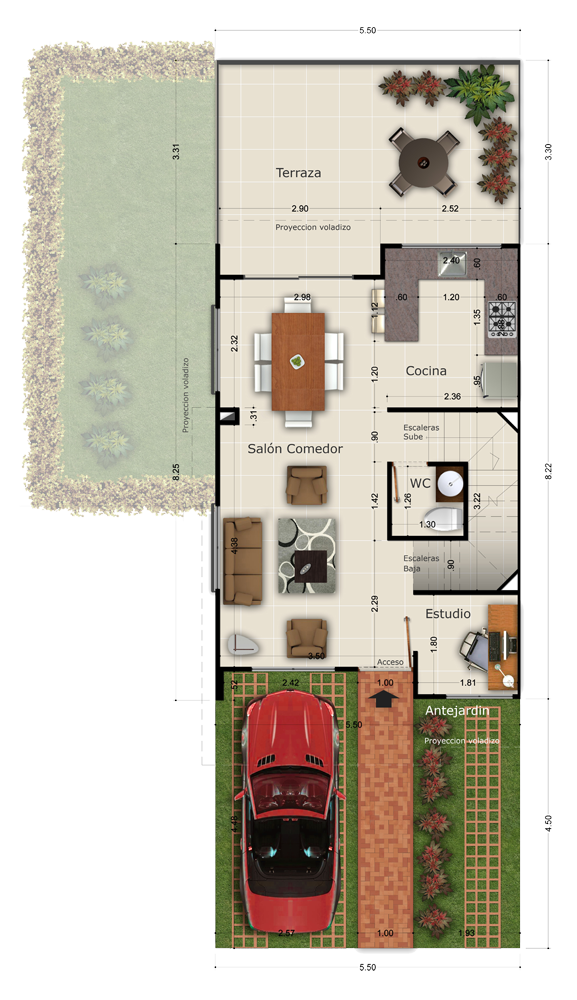 5.50
3.31
3.30
Terraza
2.90
2.52
Proyeccion voladizo
2.40
.60
2.98
.60
1.20
.60
1.12
1.35
2.32
Cocina
1.20
.95
2.36
Proyeccion voladizo
.31
Escaleras
Sube
.90
Salón Comedor
8.25
8.22
WC
1.42
1.26
3.22
1.30
4.38
Escaleras
Baja
.90
2.29
Estudio
1.80
3.50
Acceso
.52
2.42
1.00
1.81
Antejardin
5.50
Proyeccion voladizo
4.48
4.50
2.57
1.00
1.93
5.50